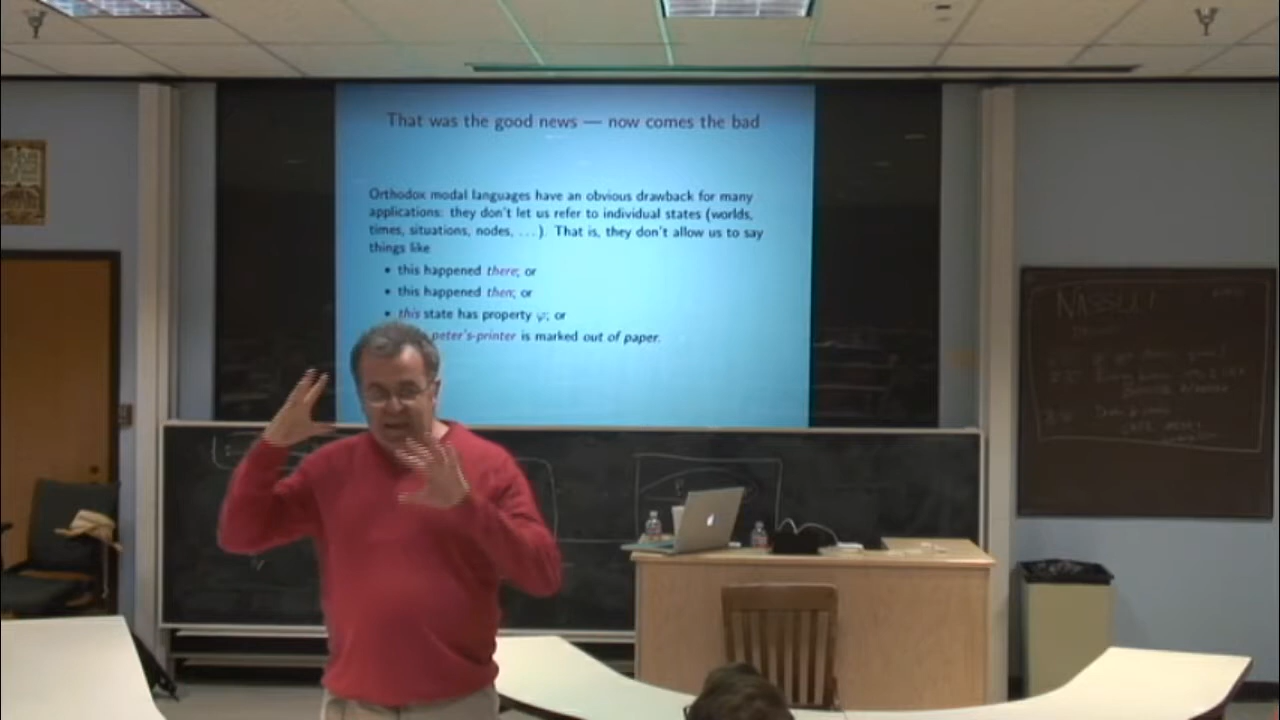 That was the good news — now comes the bad
Orthodox modal languages have an obvious drawback for many
applications: they don't let us refer to individual states (worlds,
times, situations, nodes, ...). That is, they don't allow us to say
things like
• this happened there; or
• this happened then; or
• this state has property φ; or
peter's-printer is marked out of paper.
NASSLLI